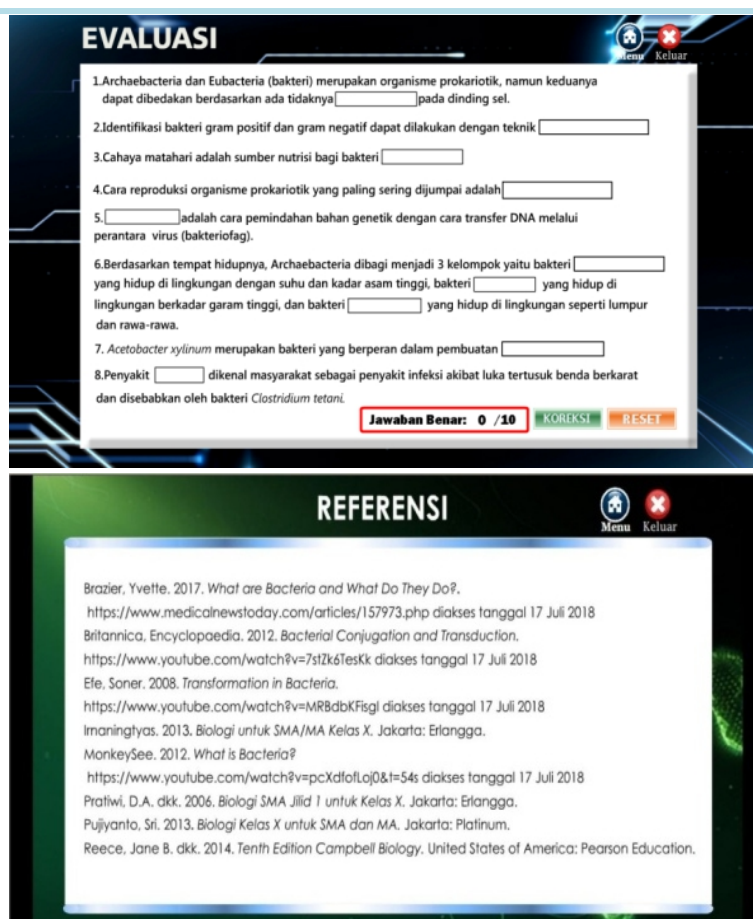 EVALUASI
Menu Keluar
1.Archaebacteria dan Eubacteria (bakteri) merupakan organisme prokariotik, namun keduanya
dapat dibedakan berdasarkan ada tidaknya pada dinding sel.
2.Identifikasi bakteri gram positif dan gram negatif dapat dilakukan dengan teknik
3.Cahaya matahari adalah sumber nutrisi bagi bakteri
4.Cara reproduksi organisme prokariotik yang paling sering dijumpai adalah
5. adalah cara pemindahan bahan genetik dengan cara transfer DNA melalui
perantara virus (bakteriofag).
6.Berdasarkan tempat hidupnya, Archaebacteria dibagi menjadi 3 kelompok yaitu bakteri
yang hidup di lingkungan dengan suhu dan kadar asam tinggi, bakteri yang hidup di
lingkungan berkadar garam tinggi, dan bakteri yang hidup di lingkungan seperti lumpur
dan rawa-rawa.
7. Acetobacter xylinum merupakan bakteri yang berperan dalam pembuatan
8.Penyakit dikenal masyarakat sebagai penyakit infeksi akibat luka tertusuk benda berkarat
dan disebabkan oleh bakteri Clostridium tetani.
Jawaban Benar: 0 /10 KOREKSI RESET
REFERENSI
Menu Keluar
Brazier, Yvette. 2017. What are Bacteria and What Do They Do?.
https://www.medicalnewstoday.com/articles/157973.php diakses tanggal 17 Juli 2018
Britannica, Encyclopaedia. 2012. Bacterial Conjugation and Transduction.
https://www.youtube.com/watch?v=7stZk6TesKk diakses tanggal 17 Juli 2018
Efe, Soner. 2008. Transformation in Bacteria.
https://www.youtube.com/watch?v=MRBdbKFisgI diakses tanggal 17 Juli 2018
Irnaningtyas. 2013. Biologi untuk SMA/MA Kelas X. Jakarta: Erlangga.
MonkeySee. 2012. What is Bacteria?
https://www.youtube.com/watch?v=pcXdfofLoj0&t=54s diakses tanggal 17 Juli 2018
Pratiwi, D.A. dkk. 2006. Biologi SMA Jilid 1 untuk Kelas X. Jakarta: Erlangga.
Pujiyanto, Sri. 2013. Biologi Kelas X untuk SMA dan MA. Jakarta: Platinum.
Reece, Jane B. dkk. 2014. Tenth Edition Campbell Biology. United States of America: Pearson Education.